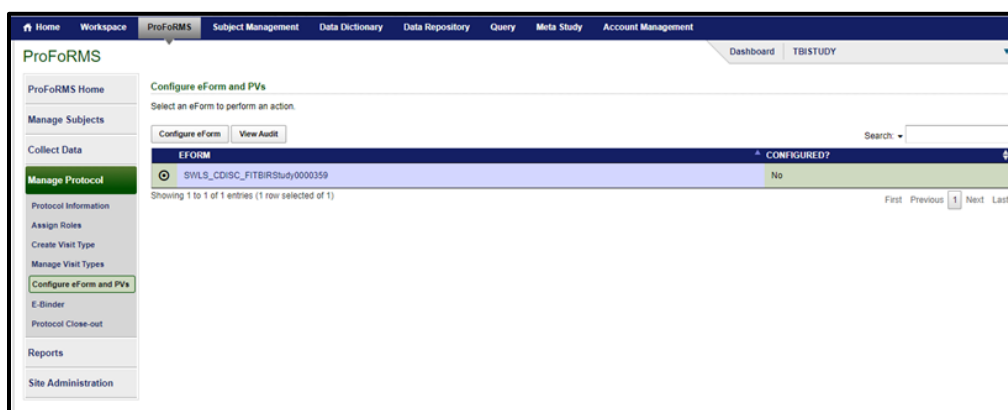 Home Workspace ProFoRMS Subject Management Data Dictionary Data Repository Query Meta Study Account Management
ProFoRMS
Dashboard TBISTUDY
ProFoRMS Home
Manage Subjects
Collect Data
Manage Protocol
Protocol Information
Assign Roles
Create Visit Type
Manage Visit Types
Configure eForm and PVs
E-Binder
Protocol Close-out
Reports
Site Administration
Configure eForm and PVs
Select an eForm to perform an action.
Configure eForm View Audit
Search:
EFORM CONFIGURED?
SWLS_CDISC_FITBIRStudy0000359 No
Showing 1 to 1 of 1 entries (1 row selected of 1)
First Previous 1 Next Last